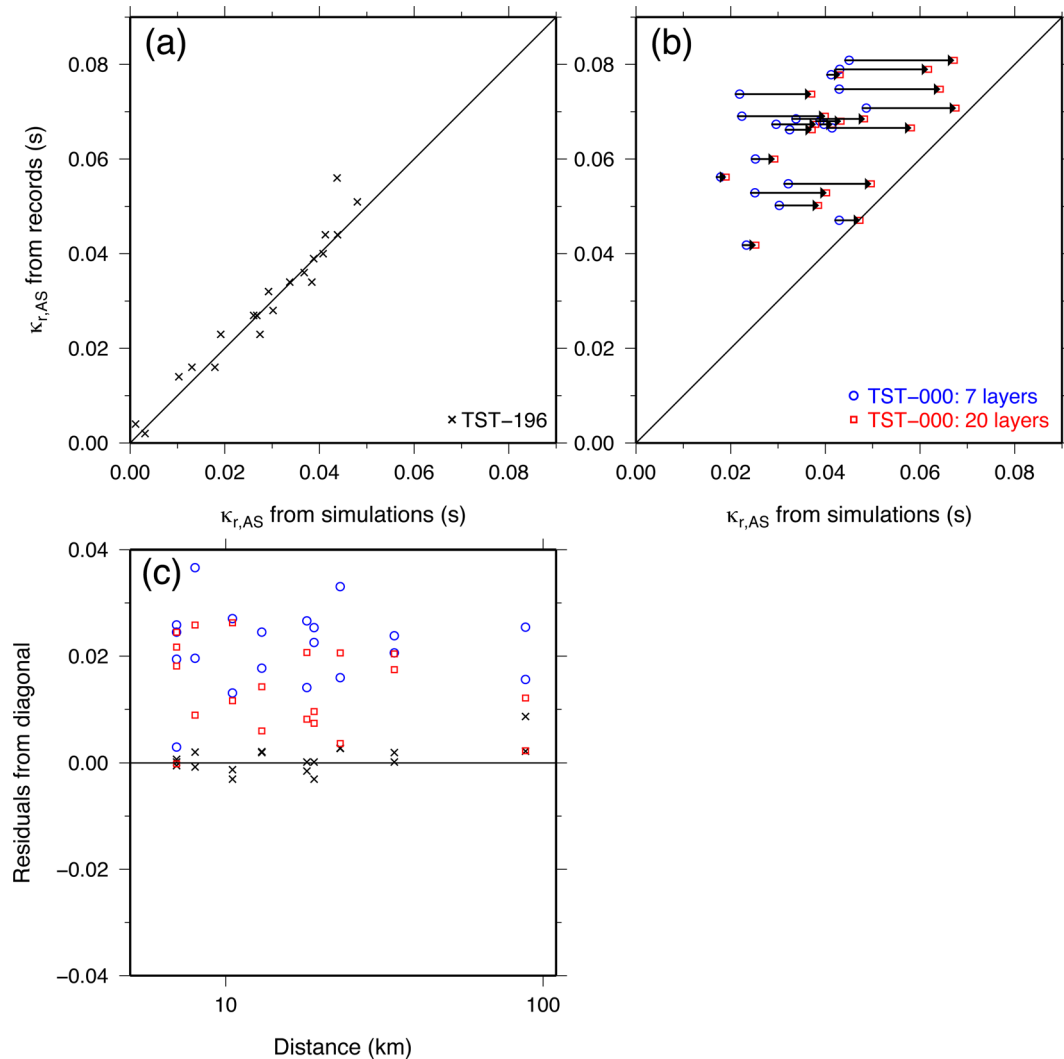 (a)
0.08
0.06
0.04
0.02
0.00
κr,AS from records (s)
× TST−196
0.00 0.02 0.04 0.06 0.08
κr,AS from simulations (s)
(b)
0.08
0.06
0.04
0.02
0.00
TST−000: 7 layers
TST−000: 20 layers
0.00 0.02 0.04 0.06 0.08
κr,AS from simulations (s)
(c)
0.04
0.02
0.00
−0.02
−0.04
Residuals from diagonal
10 100
Distance (km)